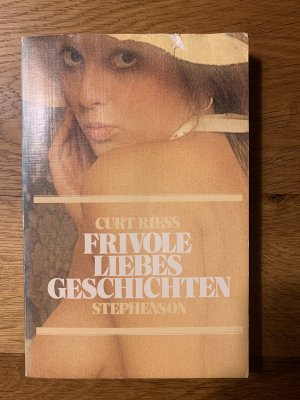 CURT RIESS
FRIVOLE
LIEBES
GESCHICHTEN
STEPHENSON